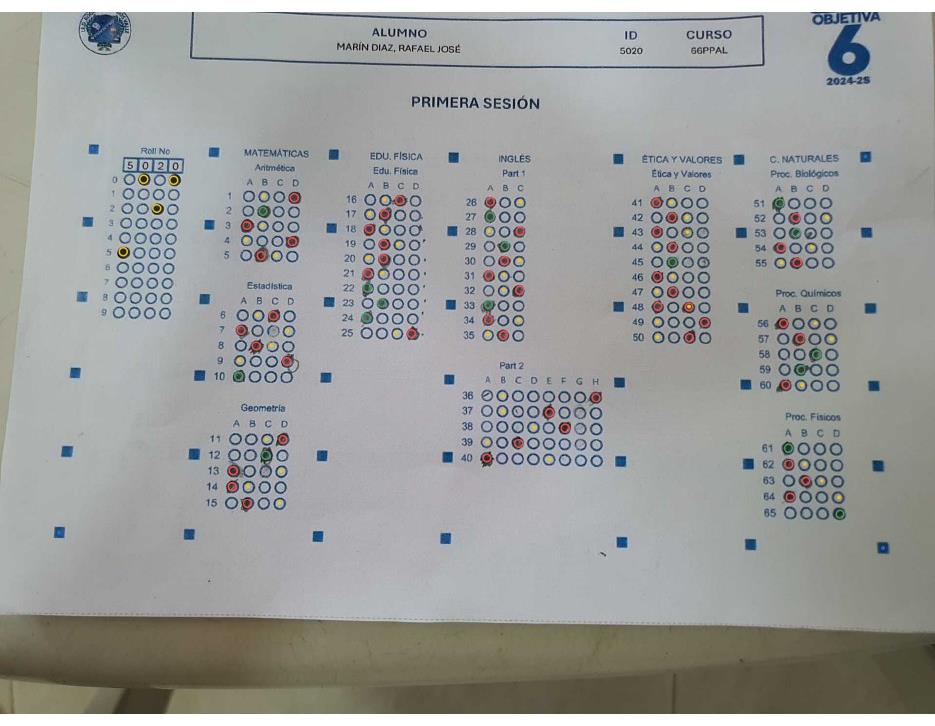 ALUMNO
MARÍN DIAZ, RAFAEL JOSÉ
ID
5020
CURSO
66PPAL
OBJETIVA
6
2024-25
PRIMERA SESIÓN
Roll No
5 0 2 0
0
1
2
3
4
5
6
7
8
9
MATEMÁTICAS
Aritmética
A B C D
1
2
3
4
5
Estadística
A B C D
6
7
8
9
10
Geometría
A B C D
11
12
13
14
15
EDU. FÍSICA
Edu. Física
A B C D
16
17
18
19
20
21
22
23
24
25
INGLÉS
Part 1
A B C
26
27
28
29
30
31
32
33
34
35
Part 2
A B C D E F G H
36
37
38
39
40
ÉTICA Y VALORES
Ética y Valores
A B C D
41
42
43
44
45
46
47
48
49
50
C. NATURALES
Proc. Biológicos
A B C D
51
52
53
54
55
Proc. Químicos
A B C D
56
57
58
59
60
Proc. Físicos
A B C D
61
62
63
64
65